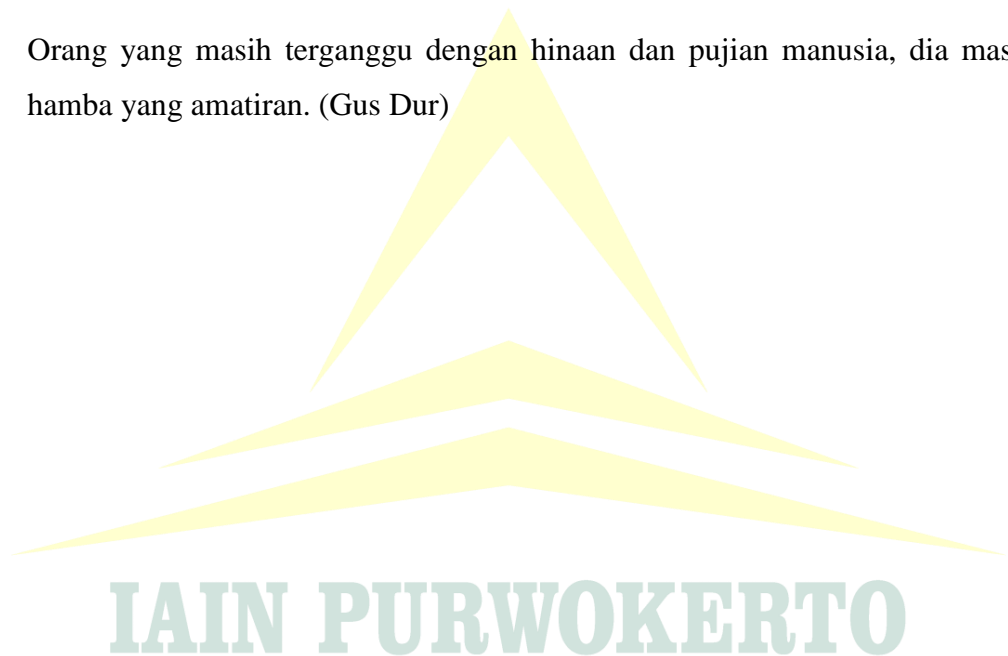 Orang yang masih terganggu dengan hinaan dan pujian manusia, dia mas
hamba yang amatiran. (Gus Dur)
IAIN PURWOKERTO